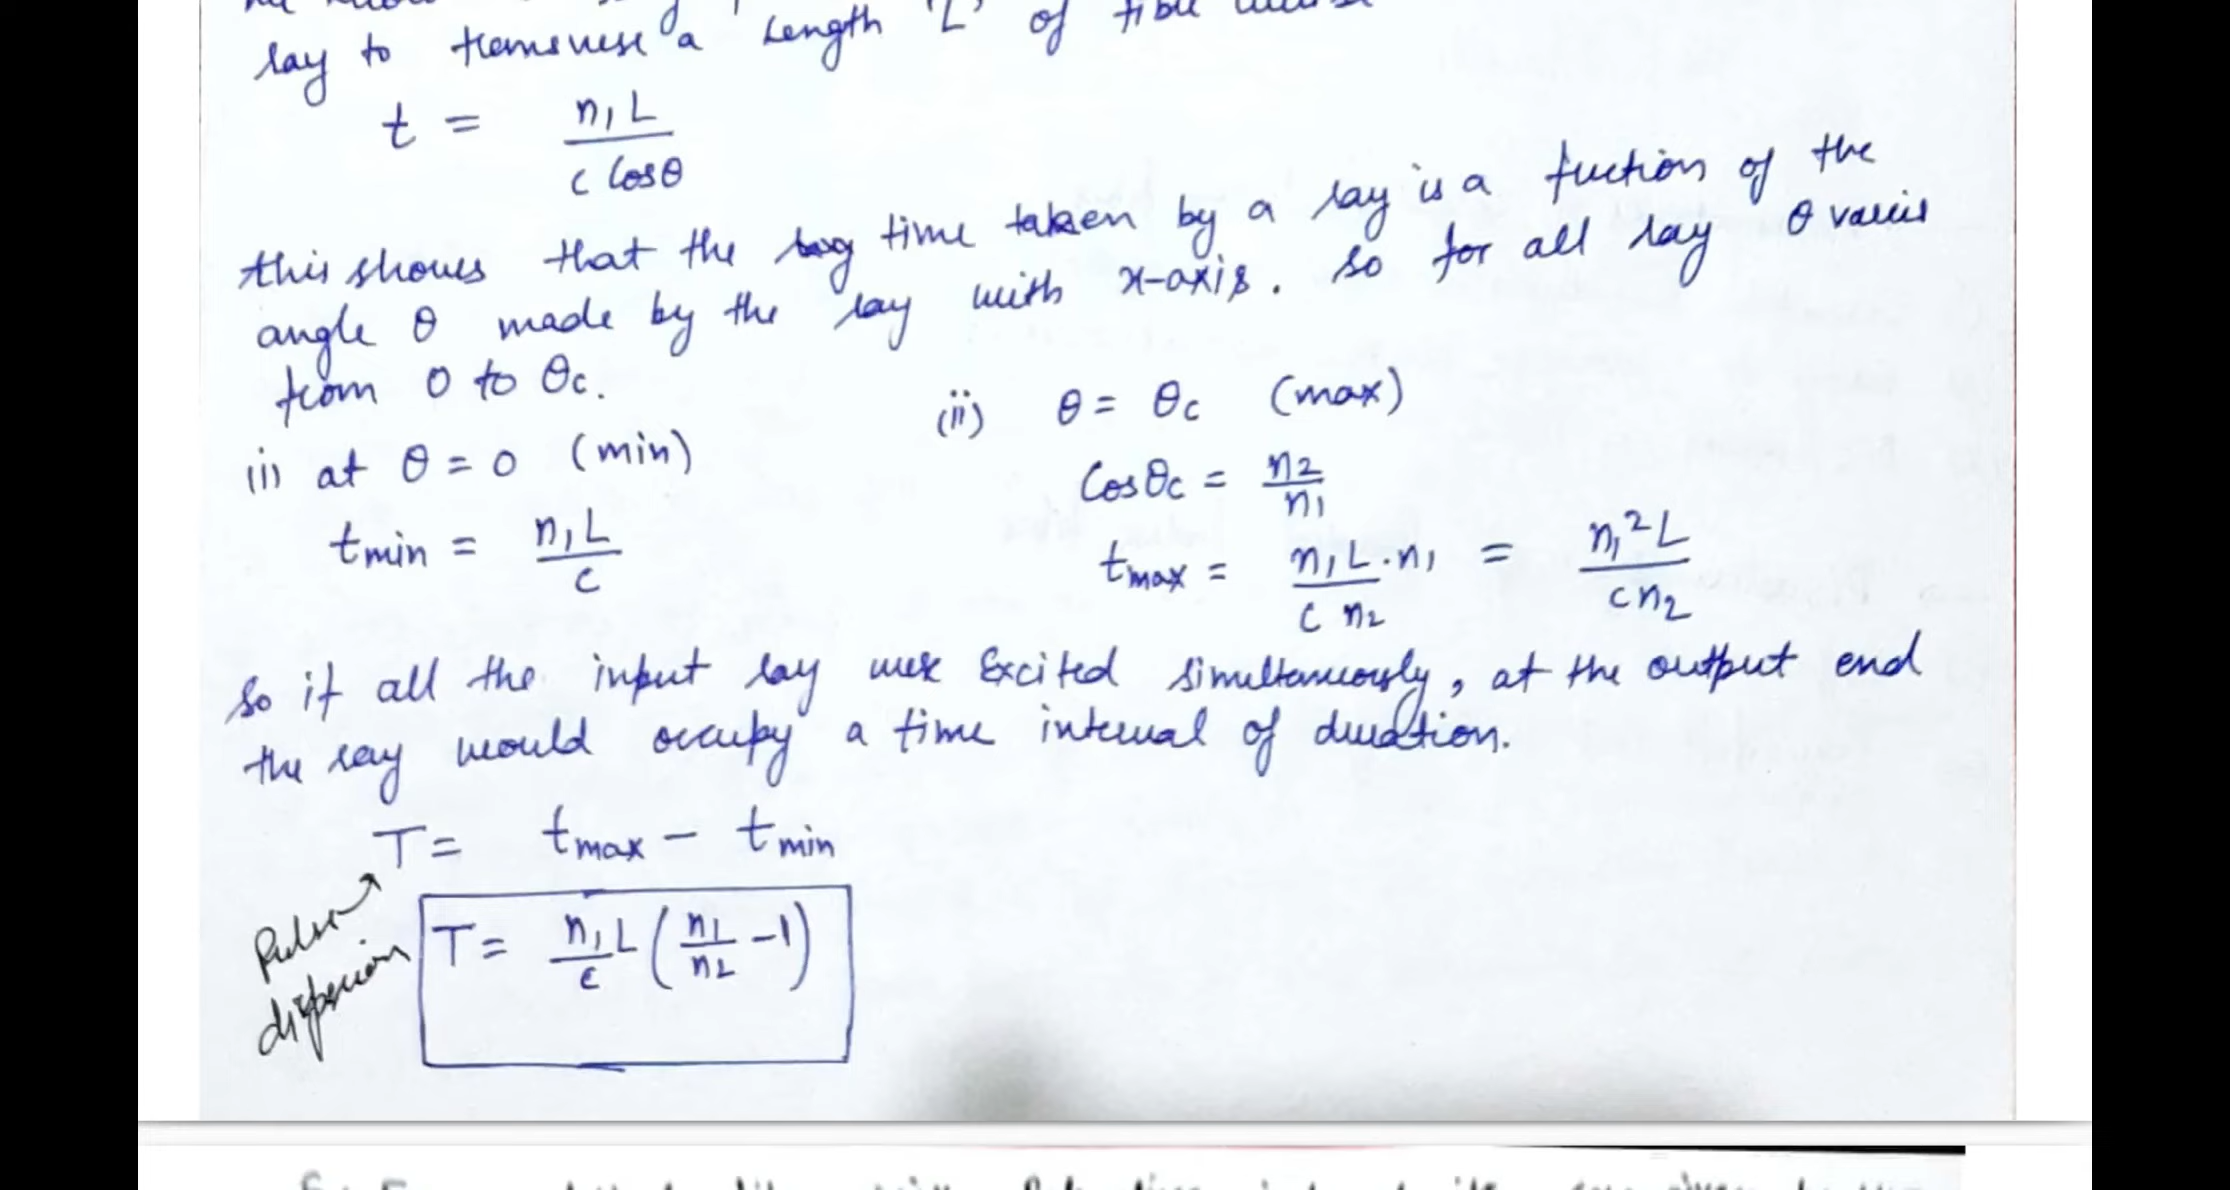 lay to transverse a Length 'L' of
t = n₁L / c Cosθ
this shows that the time taken by a ray is a fuction of the
angle θ made by the ray with x-axis. So for all ray θ varies
from 0 to θc.
(i) at θ = 0 (min)
tmin = n₁L / c
(ii) θ = θc (max)
Cosθc = n₂ / n₁
tmax = n₁L.n₁ / c n₂ = n₁²L / cn₂
So if all the input ray were Excited simultaneously, at the output end
the ray would occupy a time interval of duration.
T = tmax - tmin
Pulse dispersion
T = n₁L / c (n₁ / n₂ - 1)